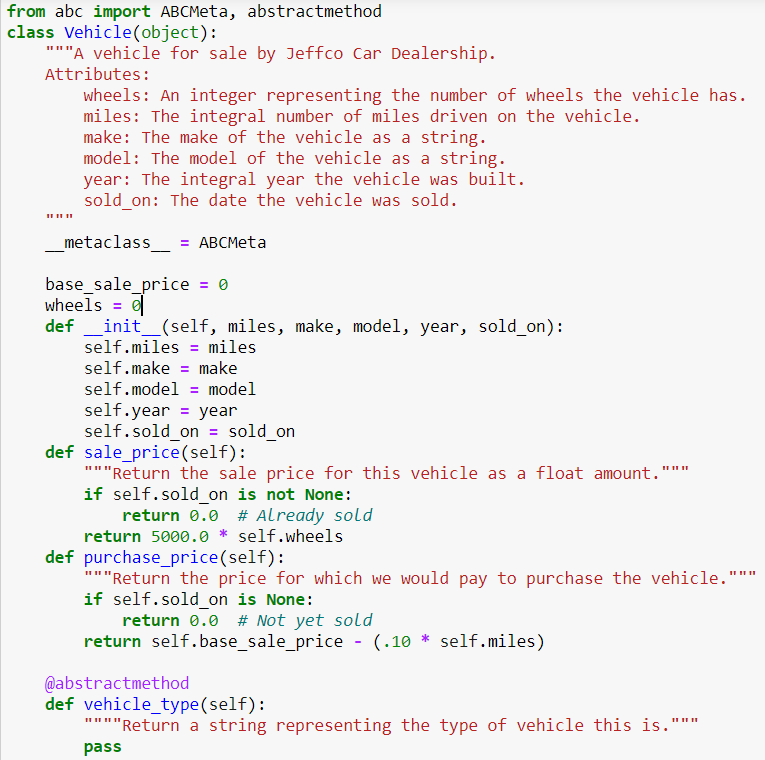 from abc import ABCMeta, abstractmethod
class Vehicle(object):
    """A vehicle for sale by Jeffco Car Dealership.
    Attributes:
        wheels: An integer representing the number of wheels the vehicle has.
        miles: The integral number of miles driven on the vehicle.
        make: The make of the vehicle as a string.
        model: The model of the vehicle as a string.
        year: The integral year the vehicle was built.
        sold_on: The date the vehicle was sold.
    """
    __metaclass__ = ABCMeta

    base_sale_price = 0
    wheels = 0
    def __init__(self, miles, make, model, year, sold_on):
        self.miles = miles
        self.make = make
        self.model = model
        self.year = year
        self.sold_on = sold_on
    def sale_price(self):
        """Return the sale price for this vehicle as a float amount."""
        if self.sold_on is not None:
            return 0.0  # Already sold
        return 5000.0 * self.wheels
    def purchase_price(self):
        """Return the price for which we would pay to purchase the vehicle."""
        if self.sold_on is None:
            return 0.0  # Not yet sold
        return self.base_sale_price - (.10 * self.miles)

    @abstractmethod
    def vehicle_type(self):
        """"Return a string representing the type of vehicle this is."""
        pass